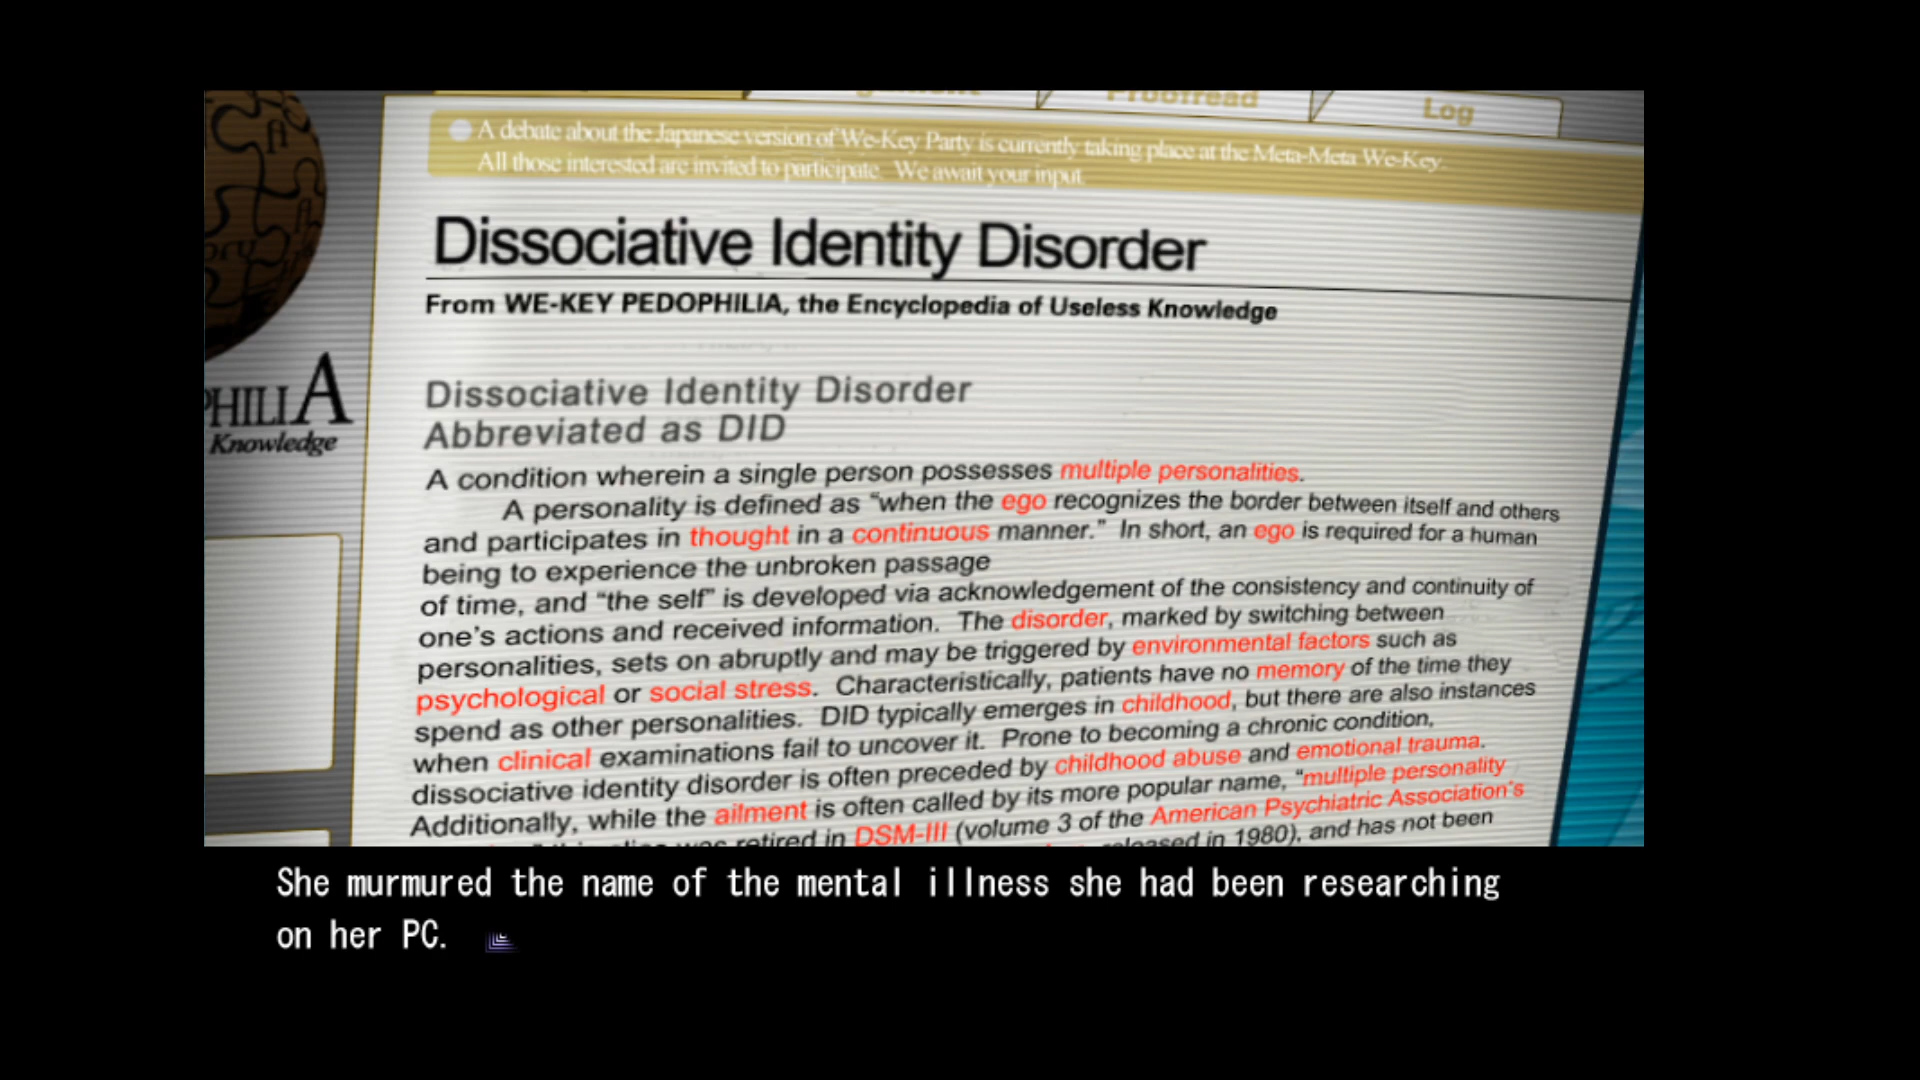 Proofread
Log
A debate about the Japanese version of We-Key Party is currently taking place at the Meta-Meta We-Key.
All those interested are invited to participate. We await your input.
Dissociative Identity Disorder
From WE-KEY PEDOPHILIA, the Encyclopedia of Useless Knowledge
PHILIA
Knowledge
Dissociative Identity Disorder
Abbreviated as DID
A condition wherein a single person possesses multiple personalities.
A personality is defined as “when the ego recognizes the border between itself and others
and participates in thought in a continuous manner.” In short, an ego is required for a human
being to experience the unbroken passage
of time, and “the self” is developed via acknowledgement of the consistency and continuity of
one's actions and received information. The disorder, marked by switching between
personalities, sets on abruptly and may be triggered by environmental factors such as
psychological or social stress. Characteristically, patients have no memory of the time they
spend as other personalities. DID typically emerges in childhood, but there are also instances
when clinical examinations fail to uncover it. Prone to becoming a chronic condition,
dissociative identity disorder is often preceded by childhood abuse and emotional trauma.
Additionally, while the ailment is often called by its more popular name, “multiple personality
was retired in DSM-III (volume 3 of the American Psychiatric Association's
released in 1980), and has not been
She murmured the name of the mental illness she had been researching
on her PC.